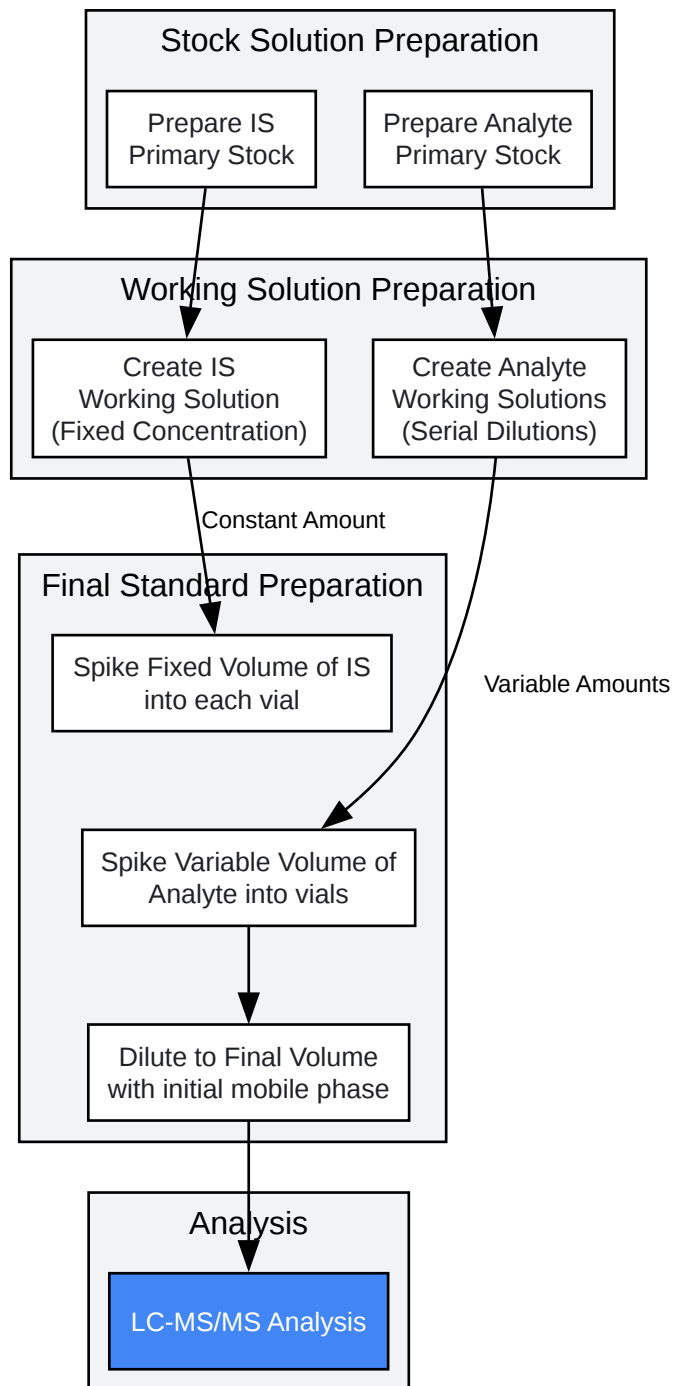 Stock Solution Preparation
Prepare IS
Primary Stock
Prepare Analyte
Primary Stock
Working Solution Preparation
Create IS
Working Solution
(Fixed Concentration)
Create Analyte
Working Solutions
(Serial Dilutions)
Constant Amount
Final Standard Preparation
Spike Fixed Volume of IS
into each vial
Variable Amounts
Spike Variable Volume of
Analyte into vials
Dilute to Final Volume
with initial mobile phase
Analysis
LC-MS/MS Analysis